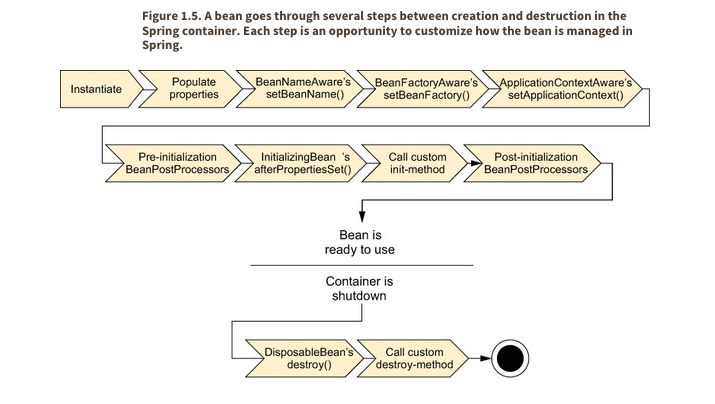 Figure 1.5. A bean goes through several steps between creation and destruction in the
Spring container. Each step is an opportunity to customize how the bean is managed in
Spring.
Instantiate
Populate
properties
BeanNameAware's
setBeanName()
BeanFactoryAware's
setBeanFactory()
ApplicationContextAware's
setApplicationContext()
Pre-initialization
BeanPostProcessors
InitializingBean 's
afterPropertiesSet()
Call custom
init-method
Post-initialization
BeanPostProcessors
Bean is
ready to use
Container is
shutdown
DisposableBean's
destroy()
Call custom
destroy-method